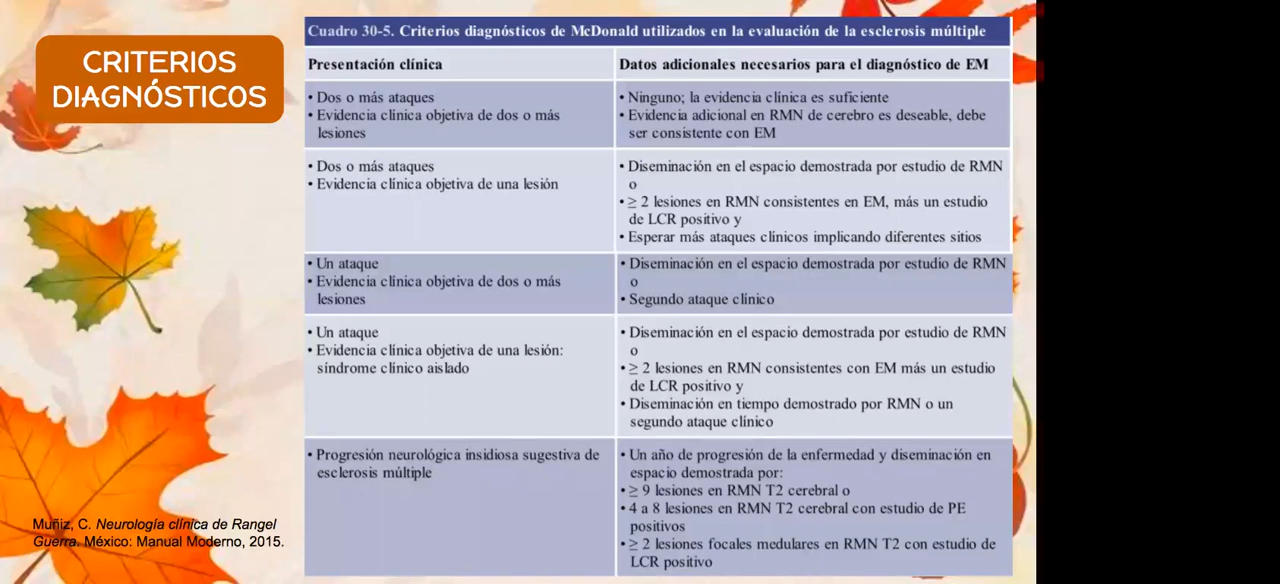 CRITERIOS
DIAGNÓSTICOS
Cuadro 30-5. Criterios diagnósticos de McDonald utilizados en la evaluación de la esclerosis múltiple
Presentación clínica
Datos adicionales necesarios para el diagnóstico de EM
• Dos o más ataques
• Evidencia clínica objetiva de dos o más
lesiones
• Ninguno; la evidencia clínica es suficiente
• Evidencia adicional en RMN de cerebro es deseable, debe
ser consistente con EM
• Dos o más ataques
• Evidencia clínica objetiva de una lesión
• Diseminación en el espacio demostrada por estudio de RMN
o
• ≥ 2 lesiones en RMN consistentes en EM, más un estudio
de LCR positivo y
• Esperar más ataques clínicos implicando diferentes sitios
• Un ataque
• Evidencia clínica objetiva de dos o más
lesiones
• Diseminación en el espacio demostrada por estudio de RMN
o
• Segundo ataque clínico
• Un ataque
• Evidencia clínica objetiva de una lesión:
síndrome clínico aislado
• Diseminación en el espacio demostrada por estudio de RMN
o
• ≥ 2 lesiones en RMN consistentes con EM más un estudio
de LCR positivo y
• Diseminación en tiempo demostrado por RMN o un
segundo ataque clínico
• Progresión neurológica insidiosa sugestiva de
esclerosis múltiple
• Un año de progresión de la enfermedad y diseminación en
espacio demostrada por:
• ≥ 9 lesiones en RMN T2 cerebral o
• 4 a 8 lesiones en RMN T2 cerebral con estudio de PE
positivos
• ≥ 2 lesiones focales medulares en RMN T2 con estudio de
LCR positivo
Muñiz, C. Neurología clínica de Rangel
Guerra. México: Manual Moderno, 2015.